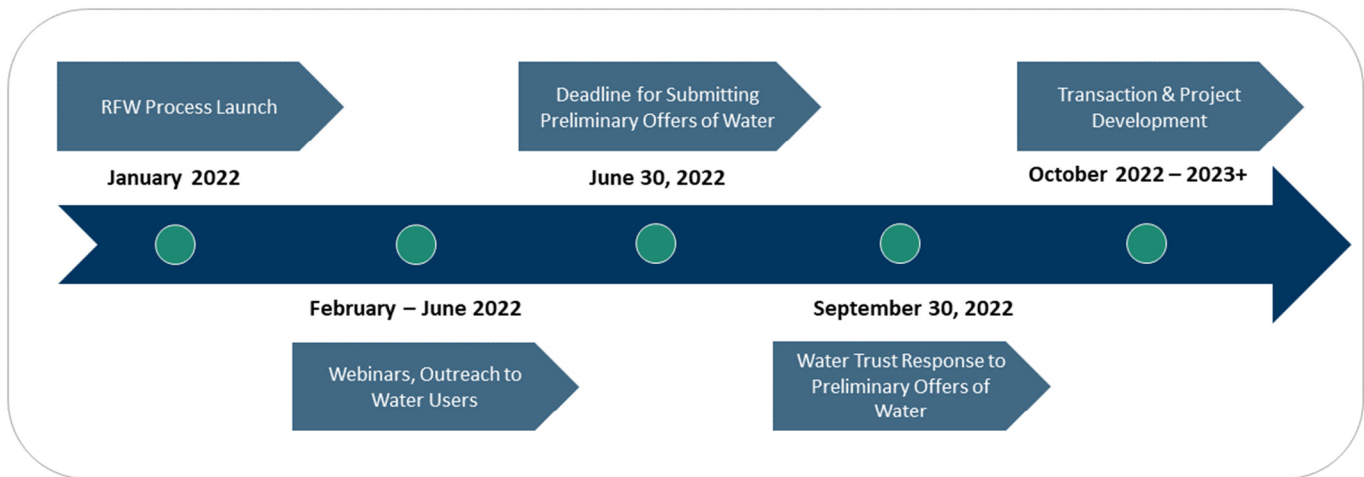 RFW Process Launch
January 2022
Deadline for Submitting
Preliminary Offers of Water
June 30, 2022
Transaction & Project
Development
October 2022 – 2023+
February – June 2022
Webinars, Outreach to
Water Users
September 30, 2022
Water Trust Response to
Preliminary Offers of
Water